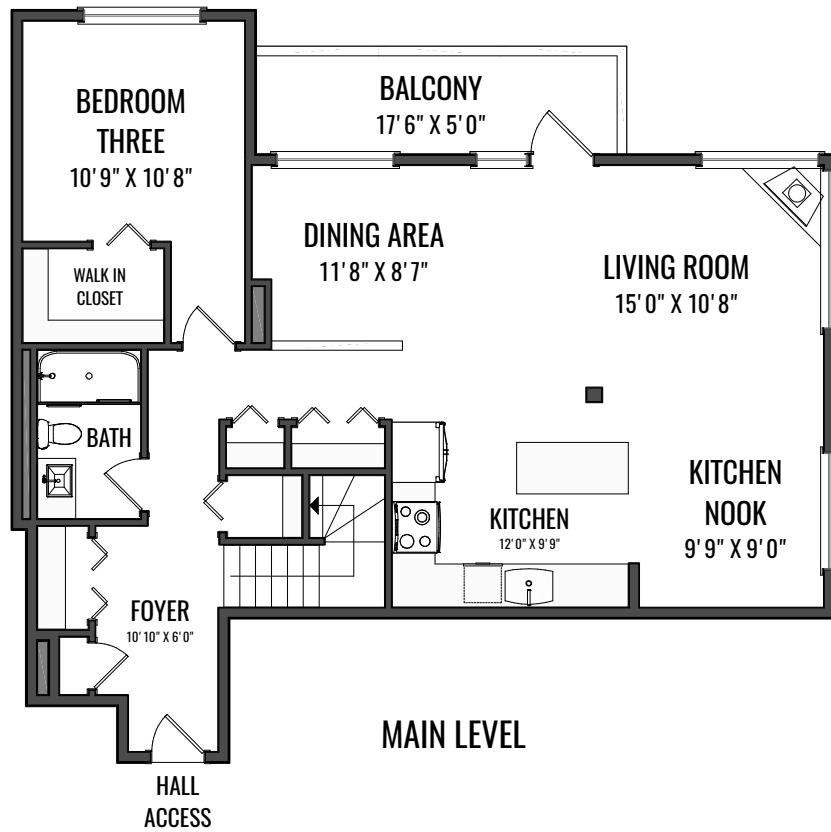 BEDROOM
THREE
10'9" X 10'8"
BALCONY
17'6" X 5'0"
DINING AREA
11'8" X 8'7"
LIVING ROOM
15'0" X 10'8"
WALK IN
CLOSET
BATH
KITCHEN
12'0" X 9'9"
KITCHEN
NOOK
9'9" X 9'0"
FOYER
10'10" X 6'0"
MAIN LEVEL
HALL
ACCESS